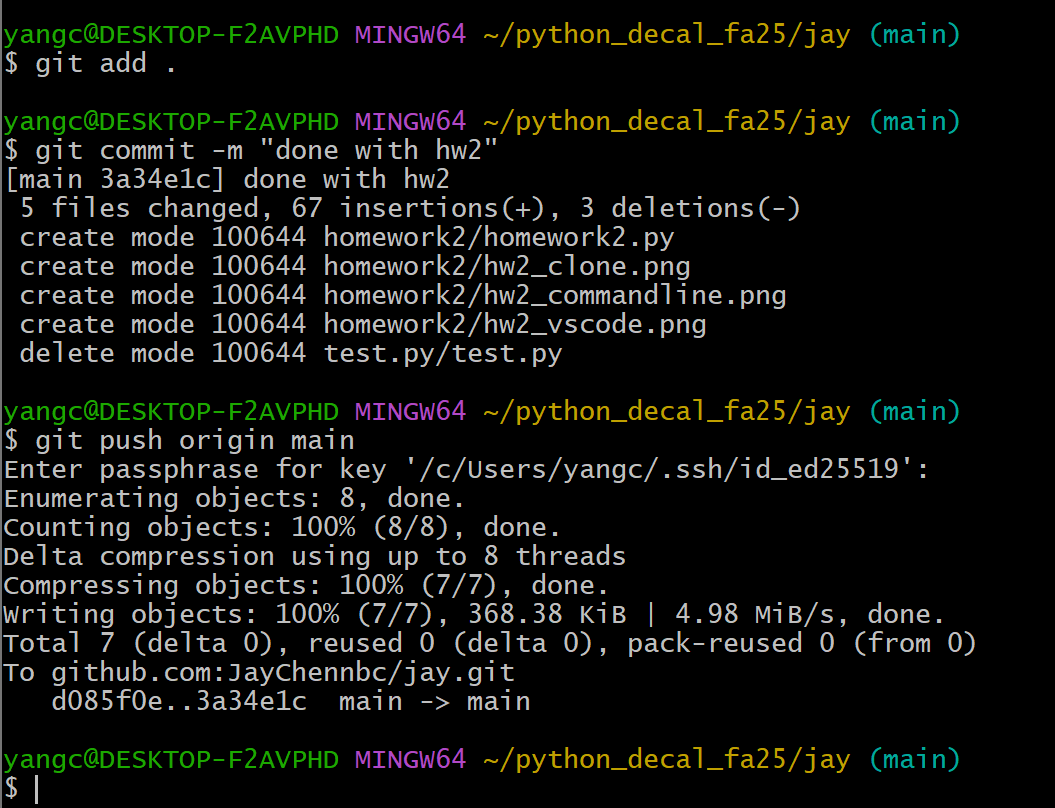 yangc@DESKTOP-F2AVPHD MINGW64 ~/python_decal_fa25/jay (main)
$ git add .
yangc@DESKTOP-F2AVPHD MINGW64 ~/python_decal_fa25/jay (main)
$ git commit -m "done with hw2"
[main 3a34e1c] done with hw2
 5 files changed, 67 insertions(+), 3 deletions(-)
 create mode 100644 homework2/homework2.py
 create mode 100644 homework2/hw2_clone.png
 create mode 100644 homework2/hw2_commandline.png
 create mode 100644 homework2/hw2_vscode.png
 delete mode 100644 test.py/test.py
yangc@DESKTOP-F2AVPHD MINGW64 ~/python_decal_fa25/jay (main)
$ git push origin main
Enter passphrase for key '/c/Users/yangc/.ssh/id_ed25519':
Enumerating objects: 8, done.
Counting objects: 100% (8/8), done.
Delta compression using up to 8 threads
Compressing objects: 100% (7/7), done.
Writing objects: 100% (7/7), 368.38 KiB | 4.98 MiB/s, done.
Total 7 (delta 0), reused 0 (delta 0), pack-reused 0 (from 0)
To github.com:JayChennbc/jay.git
   d085f0e..3a34e1c  main -> main
yangc@DESKTOP-F2AVPHD MINGW64 ~/python_decal_fa25/jay (main)
$